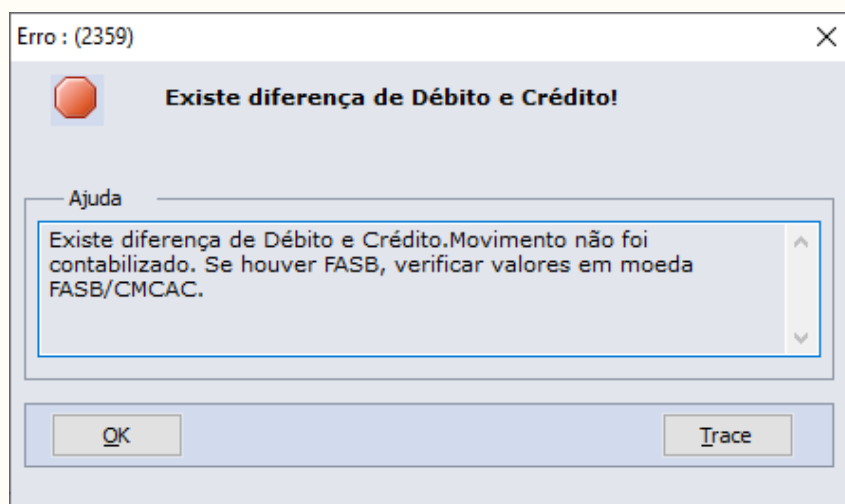 Erro : (2359)
Existe diferença de Débito e Crédito!
Ajuda
Existe diferença de Débito e Crédito.Movimento não foi
contabilizado. Se houver FASB, verificar valores em moeda
FASB/CMCAC.
OK
Trace